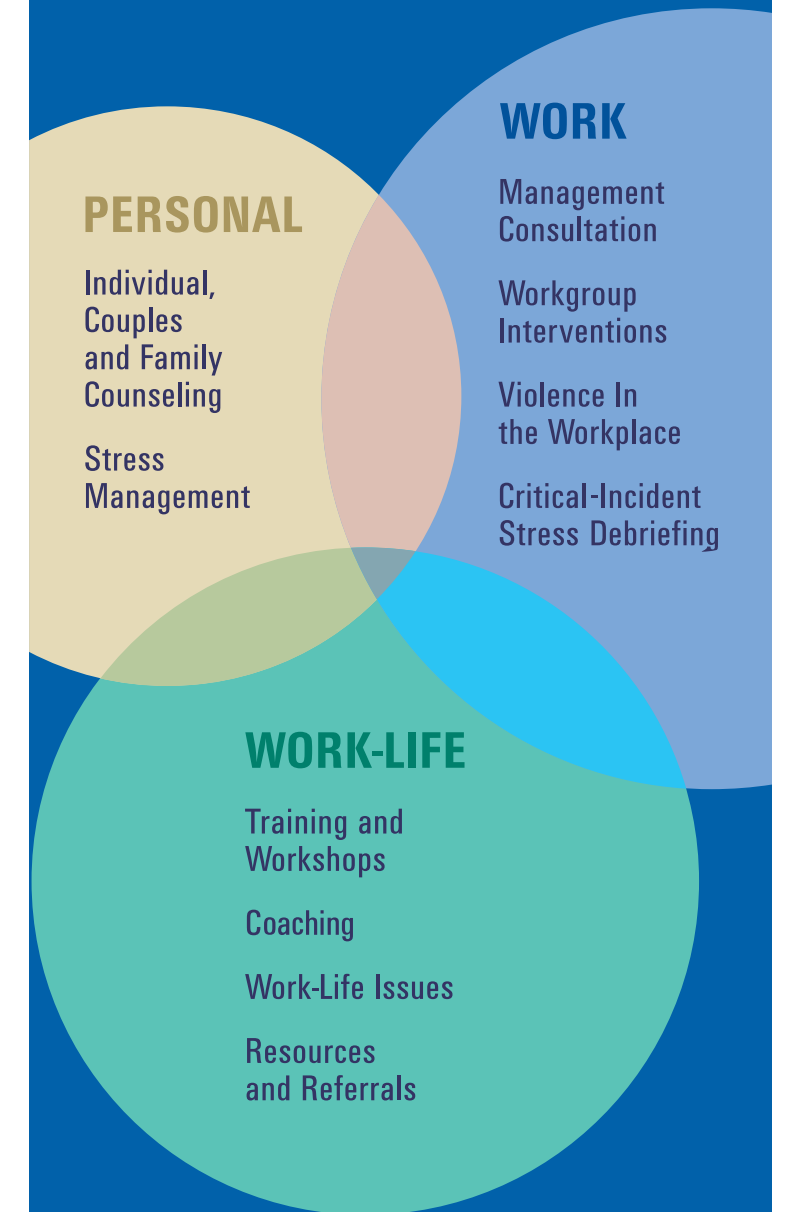 PERSONAL
Individual,
Couples
and Family
Counseling
Stress
Management
WORK
Management
Consultation
Workgroup
Interventions
Violence In
the Workplace
Critical-Incident
Stress Debriefing
WORK-LIFE
Training and
Workshops
Coaching
Work-Life Issues
Resources
and Referrals